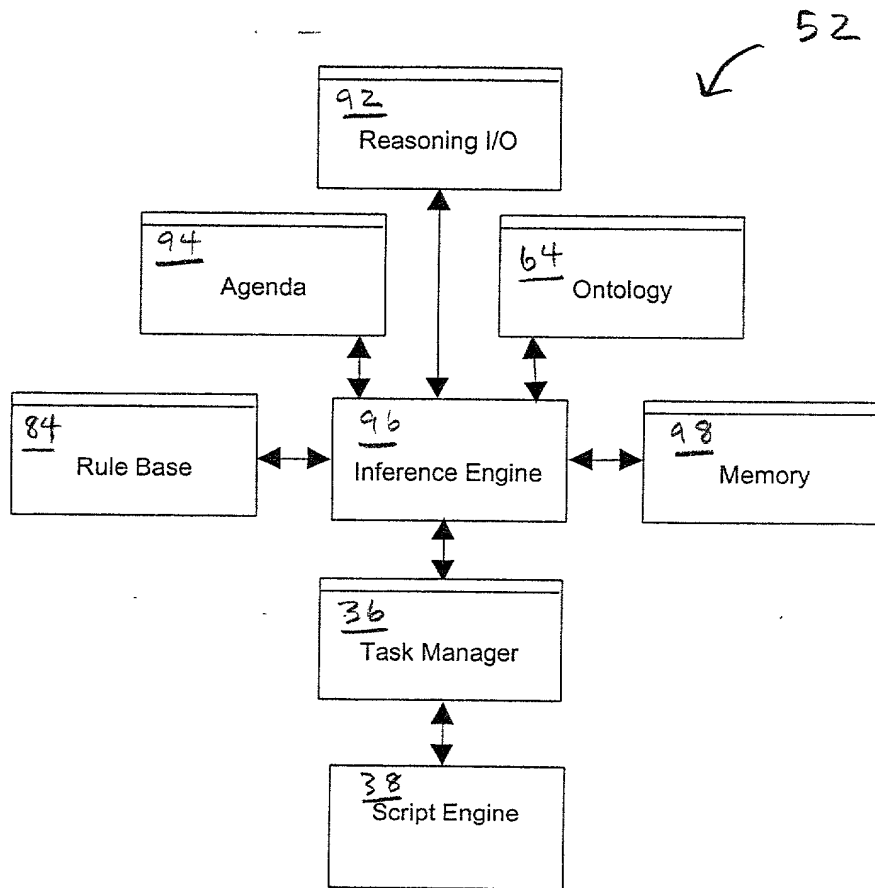 52
92
Reasoning I/O
94
Agenda
64
Ontology
84
Rule Base
96
Inference Engine
98
Memory
36
Task Manager
38
Script Engine